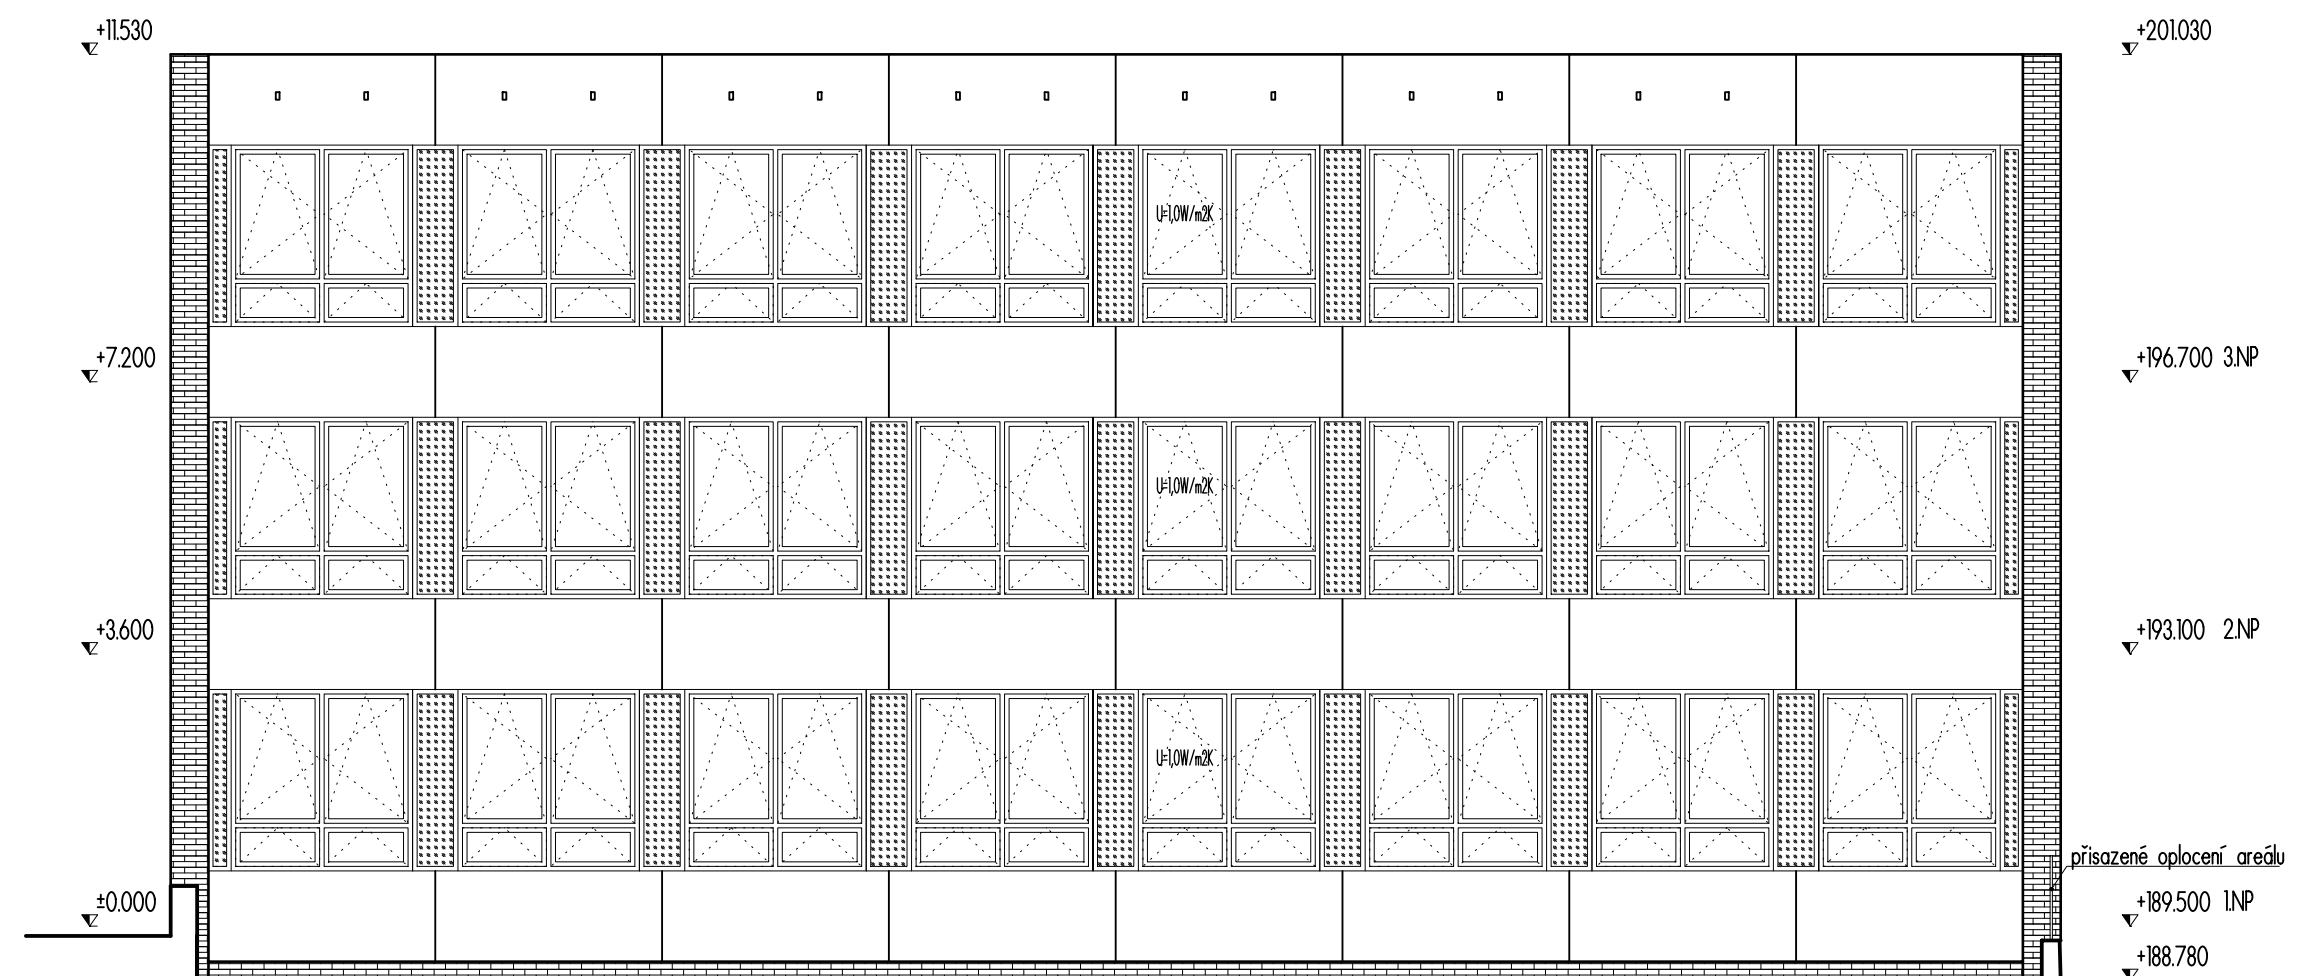 +11.530
+201.030
U=1,0W/m2K
+7.200
+196.700 3.NP
U=1,0W/m2K
+3.600
+193.100 2.NP
U=1,0W/m2K
přisazené oplocení areálu
±0.000
+189.500 1.NP
+188.780